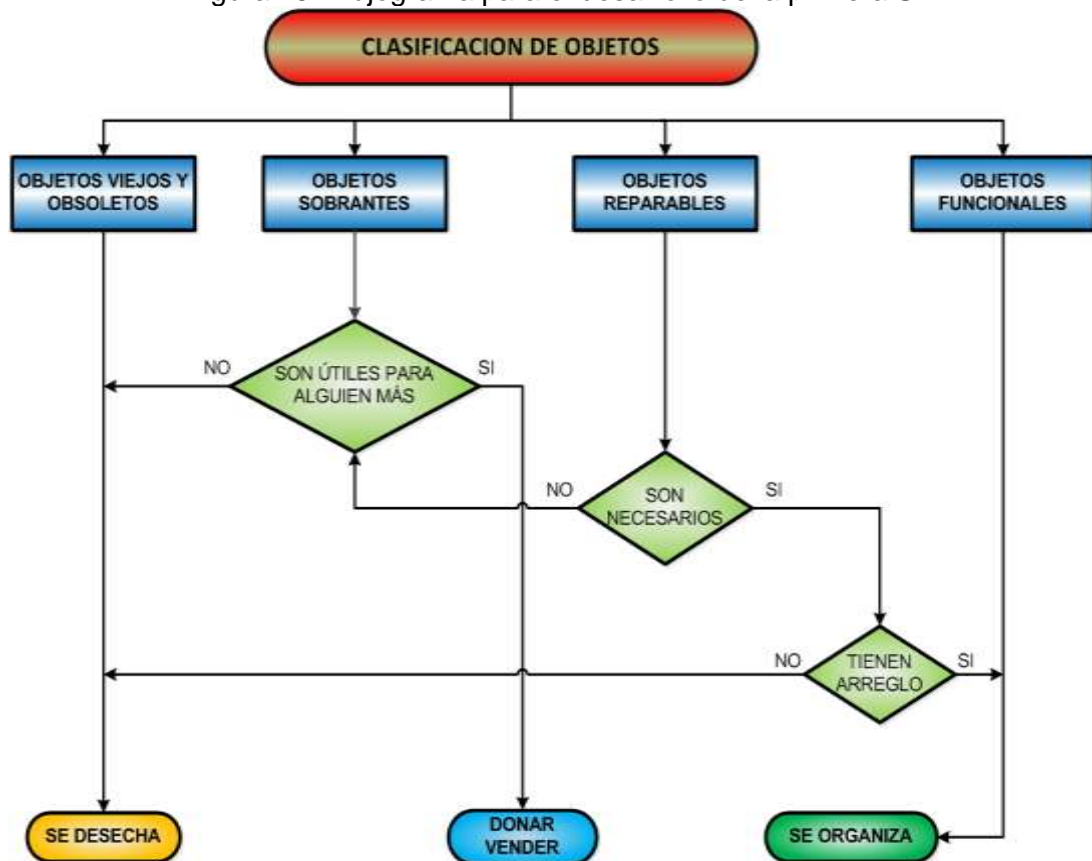 CLASIFICACION DE OBJETOS
OBJETOS VIEJOS Y
OBSOLETOS
OBJETOS
SOBRANTES
OBJETOS
REPARABLES
OBJETOS
FUNCIONALES
NO
SON ÚTILES PARA
ALGUIEN MÁS
SI
NO
SON
NECESARIOS
SI
NO
TIENEN
ARREGLO
SI
SE DESECHA
DONAR
VENDER
SE ORGANIZA